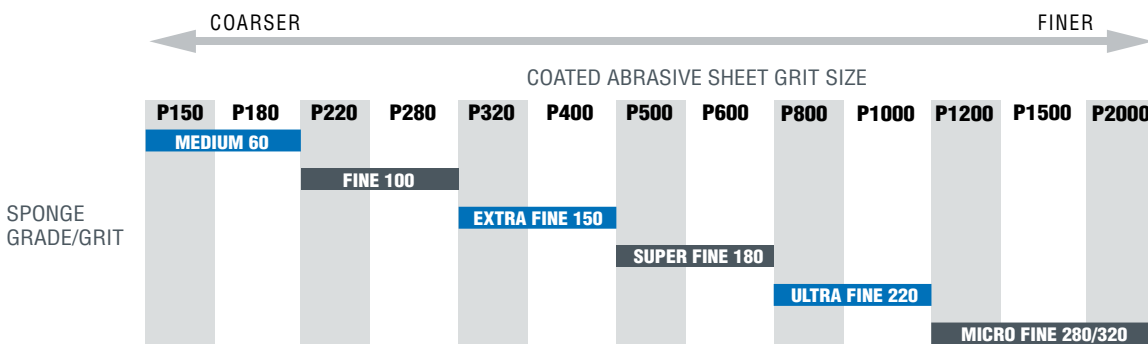 COARSER FINER
COATED ABRASIVE SHEET GRIT SIZE
P150 P180 P220 P280 P320 P400 P500 P600 P800 P1000 P1200 P1500 P2000
MEDIUM 60
FINE 100
EXTRA FINE 150
SPONGE
GRADE/GRIT
SUPER FINE 180
ULTRA FINE 220
MICRO FINE 280/320